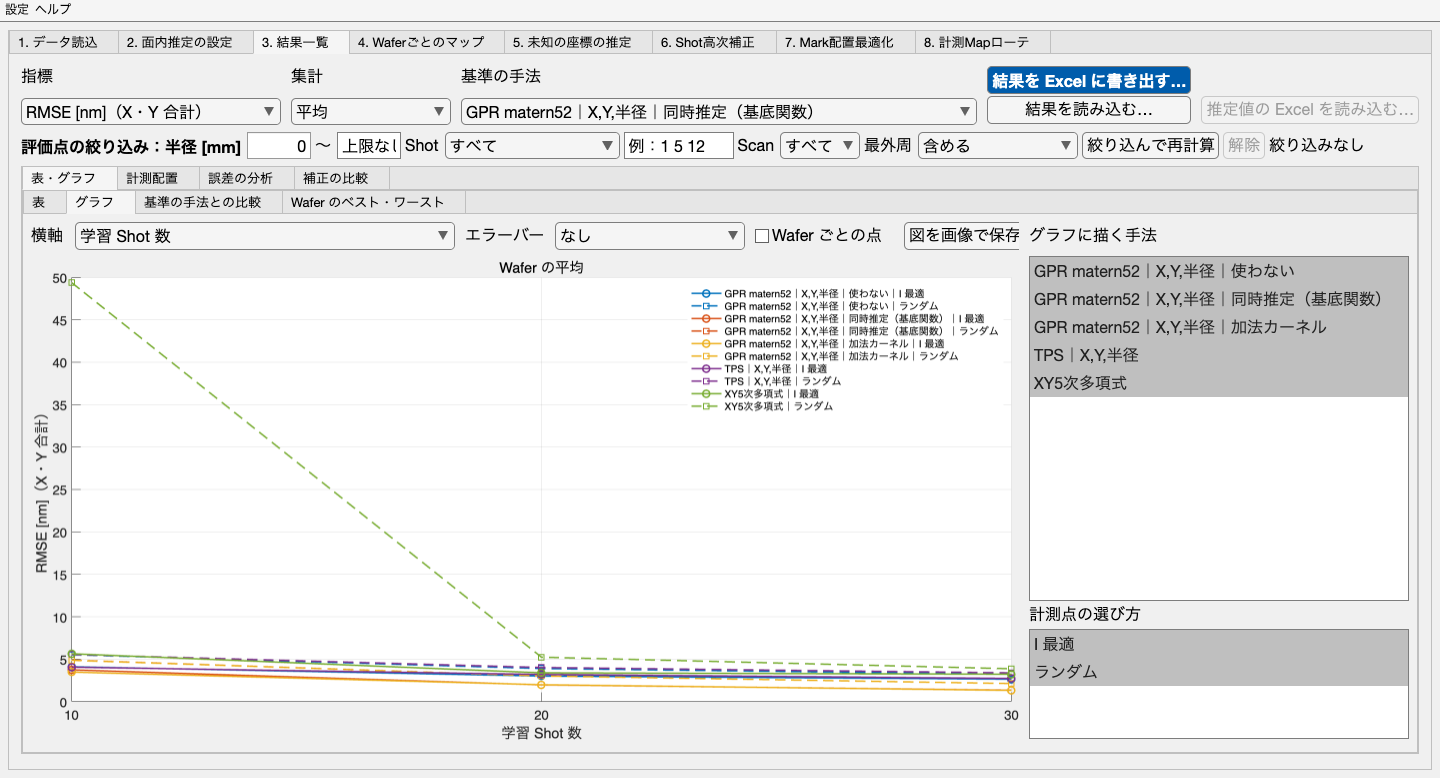 設定 ヘルプ
1. データ読込 2. 面内推定の設定 3. 結果一覧 4. Waferごとのマップ 5. 未知の座標の推定 6. Shot高次補正 7. Mark配置最適化 8. 計測Mapローテ
指標 集計 基準の手法 結果を Excel に書き出す...
RMSE [nm]（X・Y 合計） 平均 GPR matern52｜X,Y,半径｜同時推定（基底関数） 結果を読み込む... 推定値の Excel を読み込む...
評価点の絞り込み：半径 [mm] 0 ～ 上限なし Shot すべて 例：1 5 12 Scan すべて 最外周 含める 絞り込んで再計算 解除 絞り込みなし
表・グラフ 計測配置 誤差の分析 補正の比較
表 グラフ 基準の手法との比較 Wafer のベスト・ワースト
横軸 学習 Shot 数 エラーバー なし Wafer ごとの点 図を画像で保存 グラフに描く手法
Wafer の平均
GPR matern52｜X,Y,半径｜使わない
GPR matern52｜X,Y,半径｜同時推定（基底関数）
GPR matern52｜X,Y,半径｜加法カーネル
TPS｜X,Y,半径
XY5次多項式
GPR matern52｜X,Y,半径｜使わない｜I 最適
GPR matern52｜X,Y,半径｜使わない｜ランダム
GPR matern52｜X,Y,半径｜同時推定（基底関数）｜I 最適
GPR matern52｜X,Y,半径｜同時推定（基底関数）｜ランダム
GPR matern52｜X,Y,半径｜加法カーネル｜I 最適
GPR matern52｜X,Y,半径｜加法カーネル｜ランダム
TPS｜X,Y,半径｜I 最適
TPS｜X,Y,半径｜ランダム
XY5次多項式｜I 最適
XY5次多項式｜ランダム
RMSE [nm]（X・Y 合計）
50
45
40
35
30
25
20
15
10
5
0
10 20 30
学習 Shot 数
計測点の選び方
I 最適
ランダム